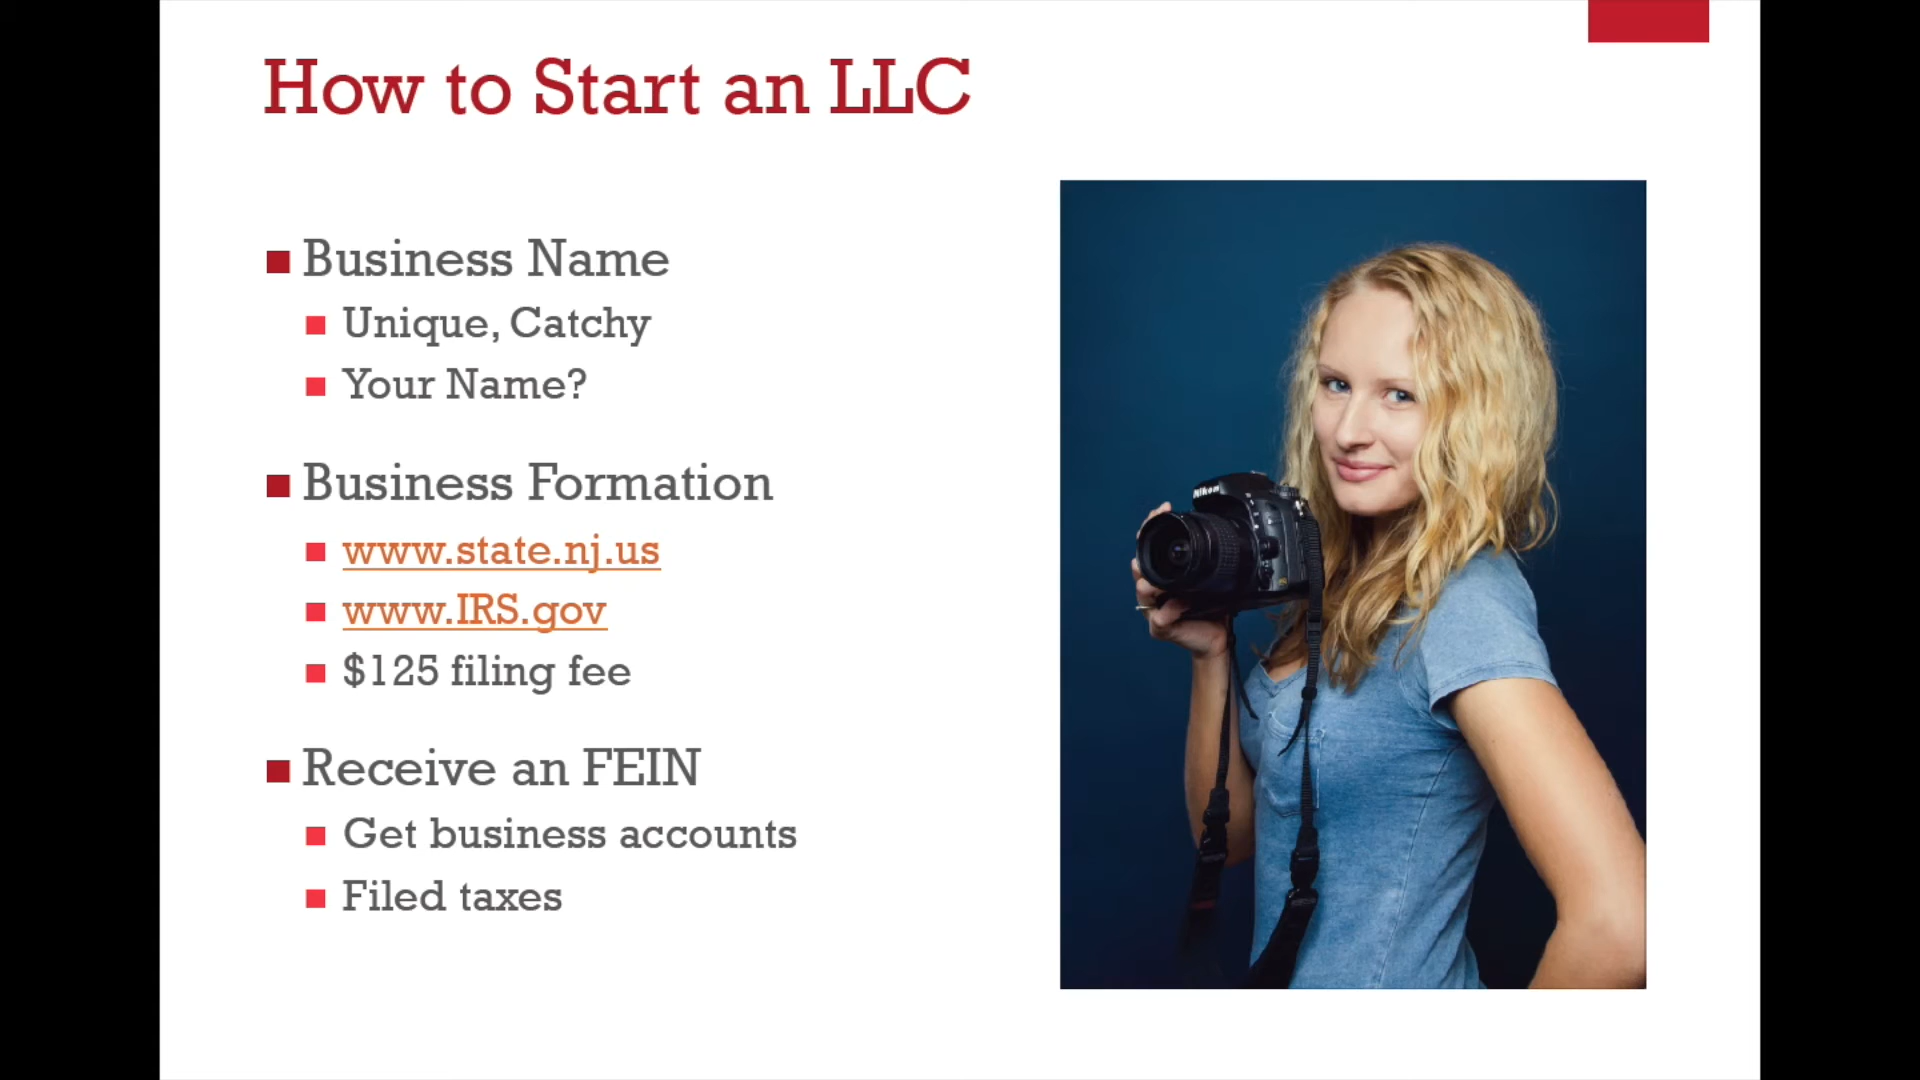 How to Start an LLC
Business Name
Unique, Catchy
Your Name?
Business Formation
www.state.nj.us
www.IRS.gov
$125 filing fee
Receive an FEIN
Get business accounts
Filed taxes
Nikon